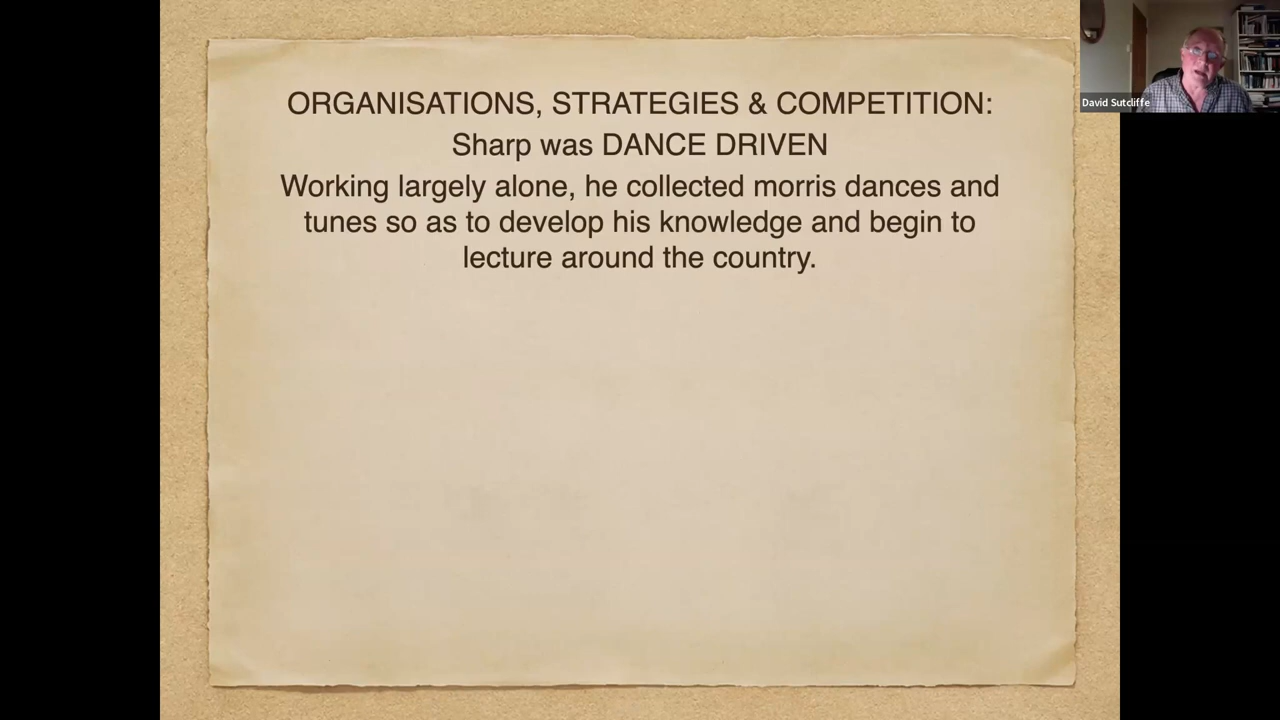 ORGANISATIONS, STRATEGIES & COMPETITION:
Sharp was DANCE DRIVEN
Working largely alone, he collected morris dances and
tunes so as to develop his knowledge and begin to
lecture around the country.
David Sutcliffe